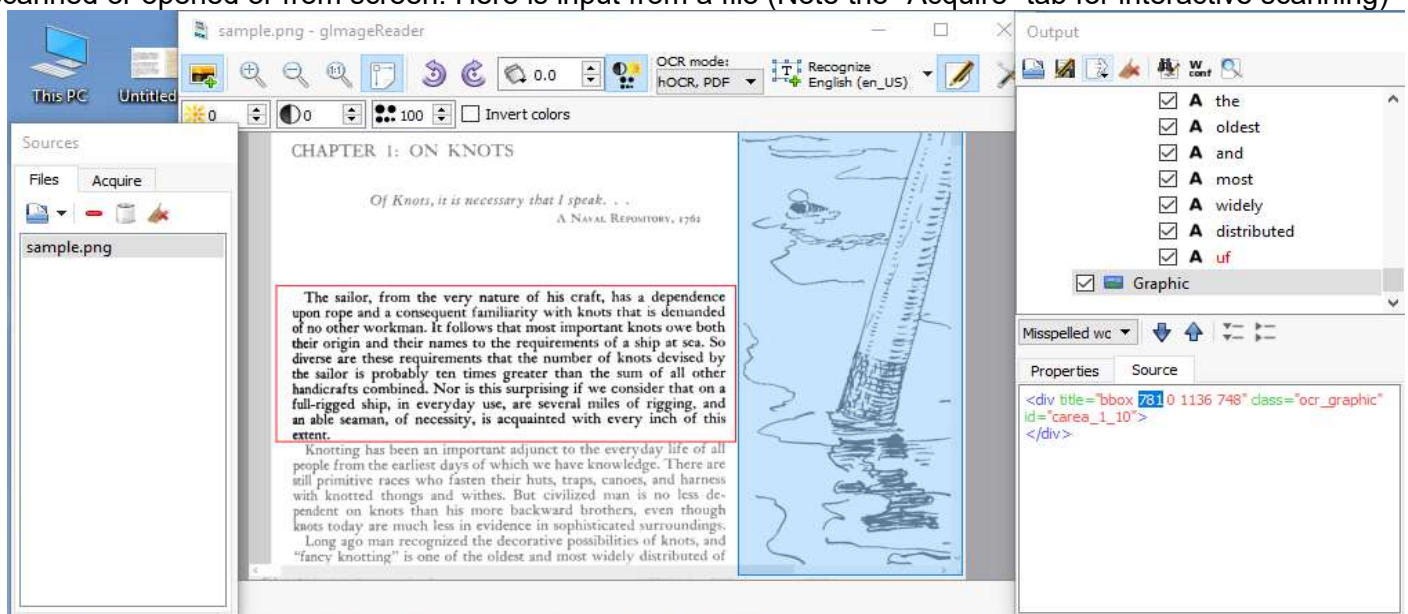 scanned or opened or from screen. Here is input from a file (Note the "Acquire" tab for interactive scanning)
This PC
Untitled
sample.png - gImageReader
0.0
OCR mode:
hOCR, PDF
Recognize
English (en_US)
0
0
100
Invert colors
Sources
Files Acquire
sample.png
CHAPTER 1: ON KNOTS
Of Knots, it is necessary that I speak. . .
A NAVAL REPOSITORY, 1762
The sailor, from the very nature of his craft, has a dependence
upon rope and a consequent familiarity with knots that is demanded
of no other workman. It follows that most important knots owe both
their origin and their names to the requirements of a ship at sea. So
diverse are these requirements that the number of knots devised by
the sailor is probably ten times greater than the sum of all other
handicrafts combined. Nor is this surprising if we consider that on a
full-rigged ship, in everyday use, are several miles of rigging, and
an able seaman, of necessity, is acquainted with every inch of this
extent.
Knotting has been an important adjunct to the everyday life of all
people from the earliest days of which we have knowledge. There are
still primitive races who fasten their huts, traps, canoes, and harness
with knotted thongs and withes. But civilized man is no less de-
pendent on knots than his more backward brothers, even though
knots today are much less in evidence in sophisticated surroundings.
Long ago man recognized the decorative possibilities of knots, and
"fancy knotting" is one of the oldest and most widely distributed of
Output
W conf
A the
A oldest
A and
A most
A widely
A distributed
A uf
Graphic
Misspelled wc
Properties Source
<div title="bbox 781 0 1136 748" class="ocr_graphic"
id="carea_1_10">
</div>